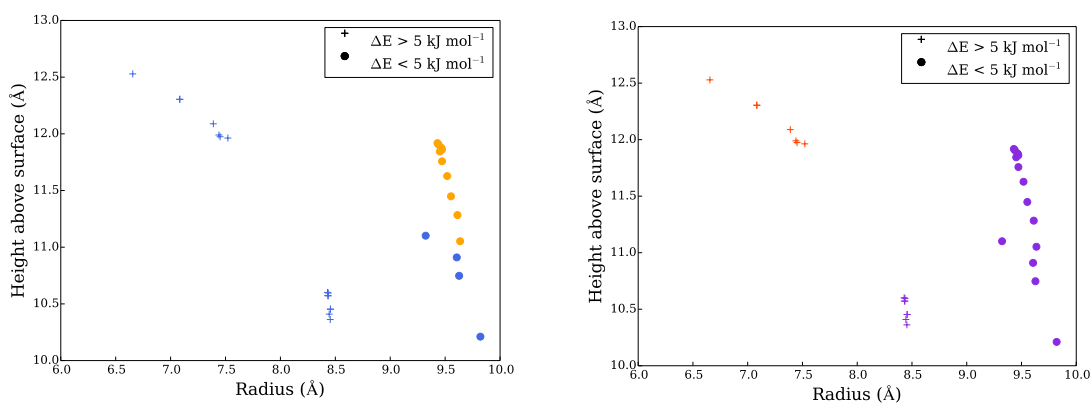 13.0
12.5
12.0
11.5
11.0
10.5
10.0
Height above surface (Å)
6.0 6.5 7.0 7.5 8.0 8.5 9.0 9.5 10.0
Radius (Å)
ΔE > 5 kJ mol⁻¹
ΔE < 5 kJ mol⁻¹
13.0
12.5
12.0
11.5
11.0
10.5
10.0
Height above surface (Å)
6.0 6.5 7.0 7.5 8.0 8.5 9.0 9.5 10.0
Radius (Å)
ΔE > 5 kJ mol⁻¹
ΔE < 5 kJ mol⁻¹